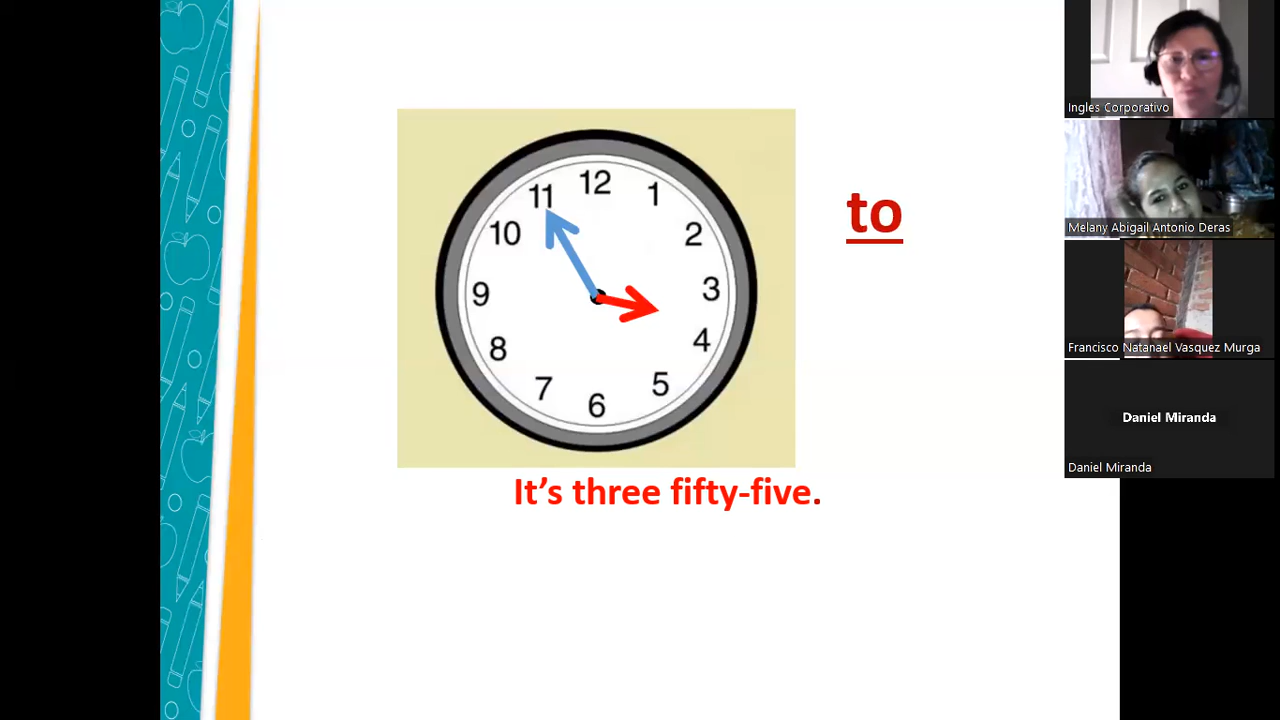 12
11
1
10
2
9
3
8
4
7
5
6
to
It's three fifty-five.
Ingles Corporativo
Melany Abigail Antonio Deras
Francisco Natanael Vasquez Murga
Daniel Miranda
Daniel Miranda